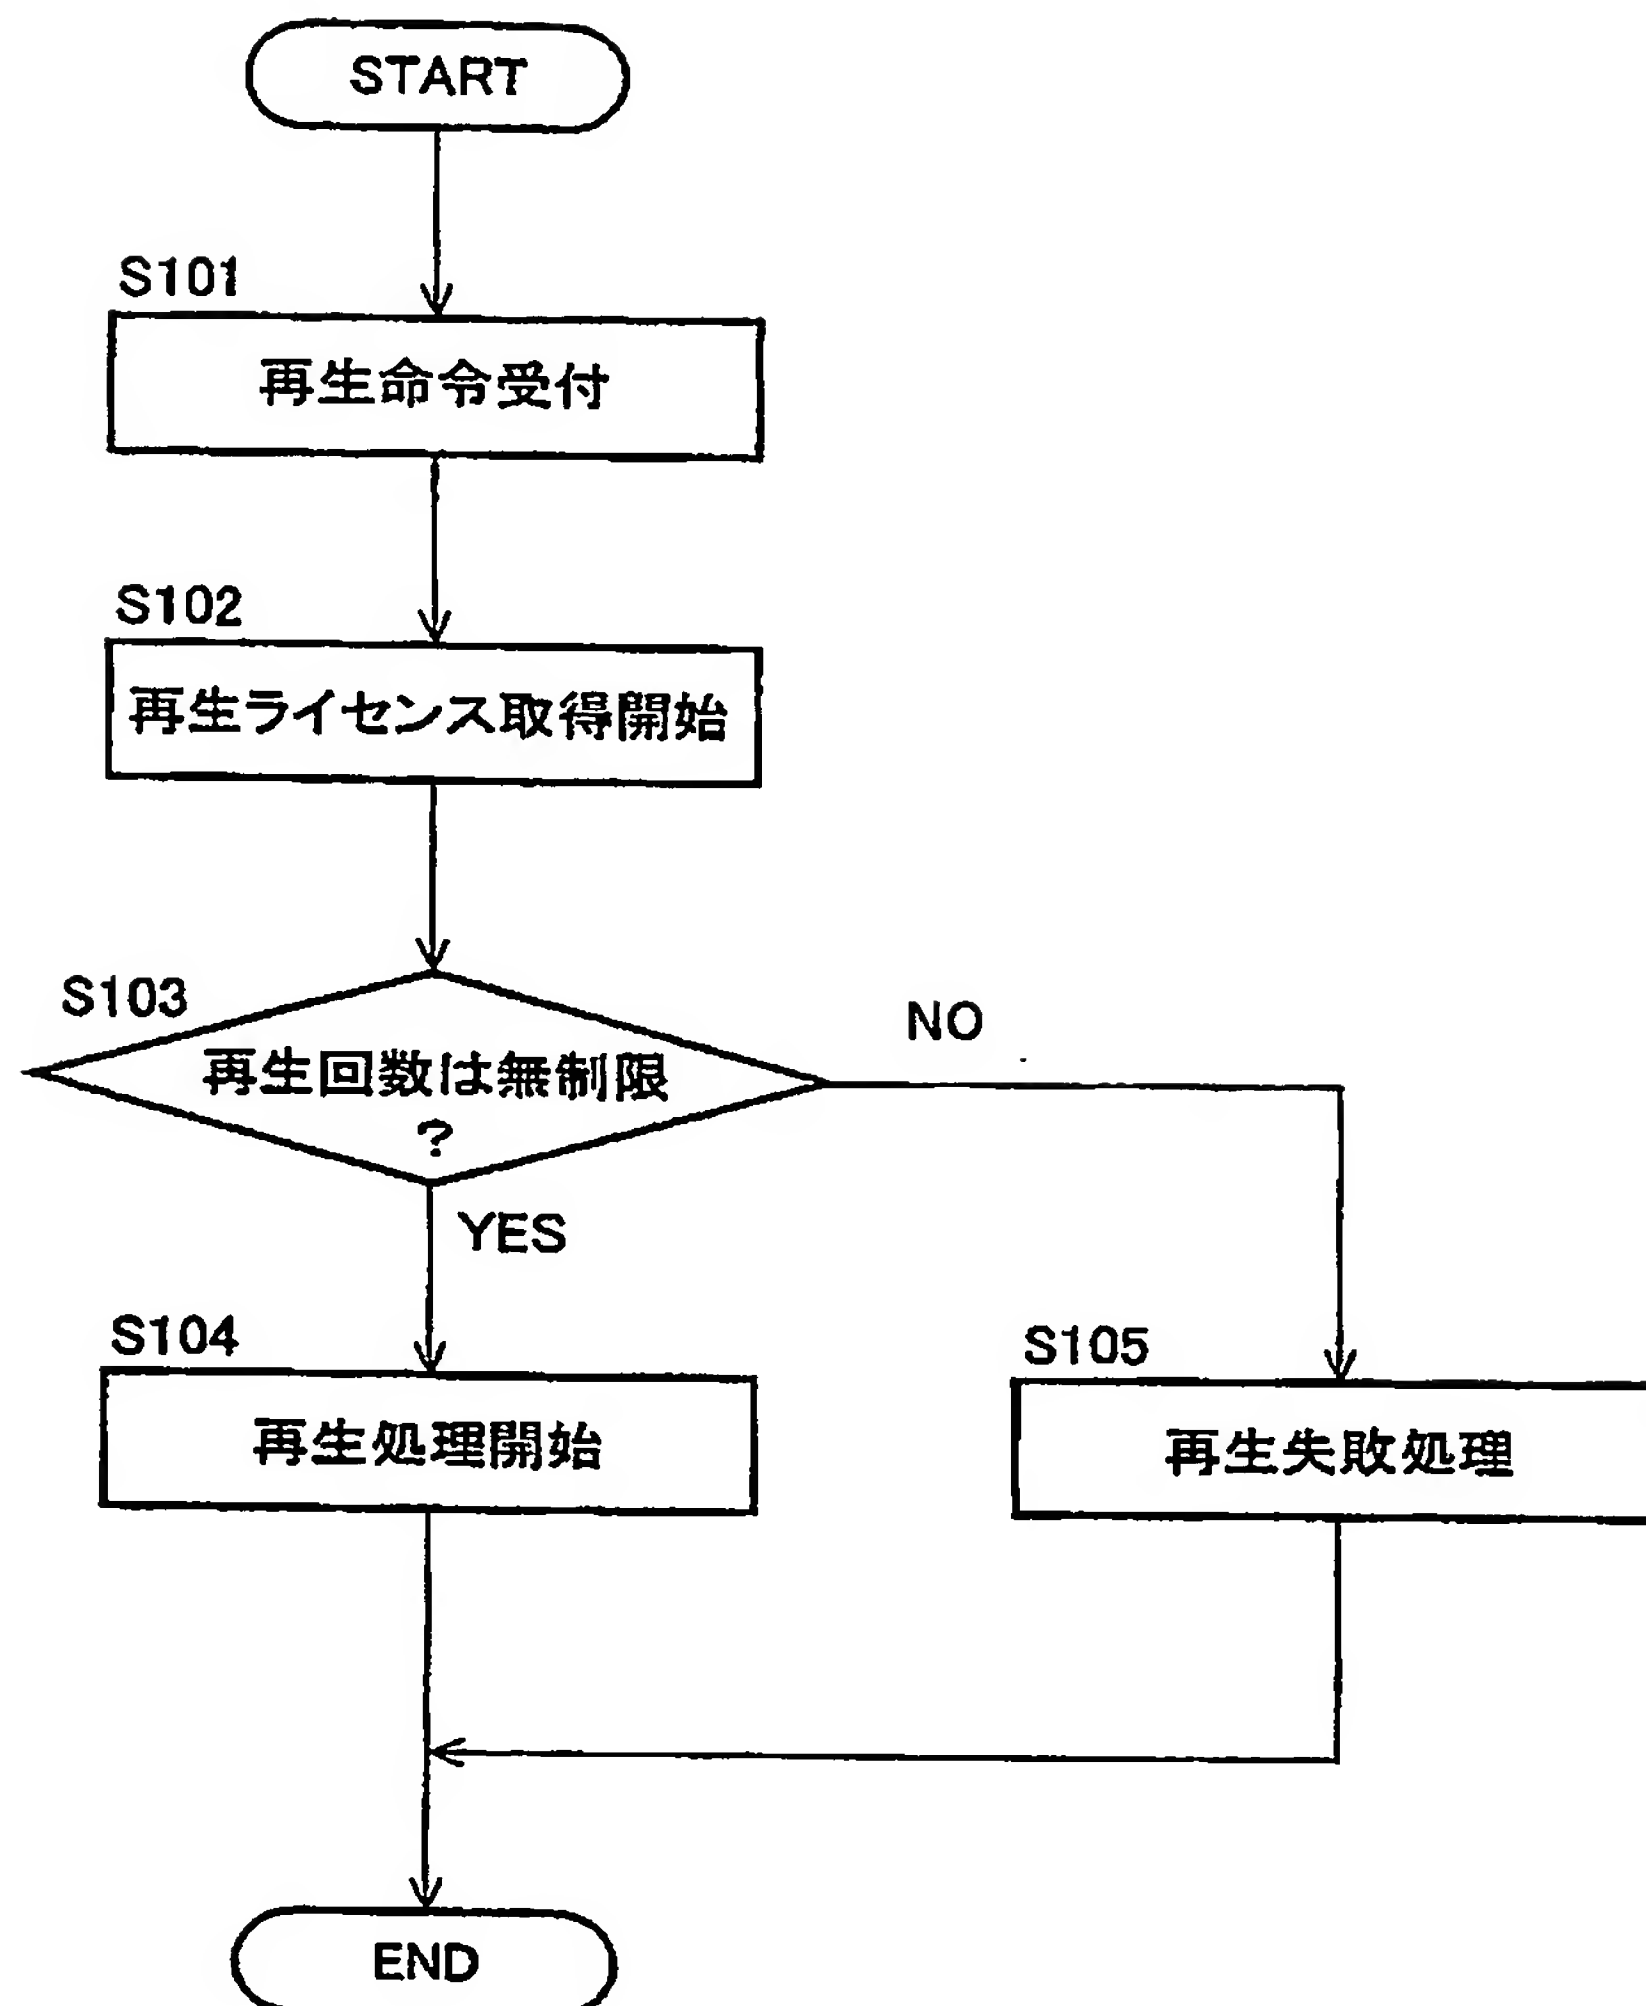 START
S101
再生命令受付
S102
再生ライセンス取得開始
S103
再生回数は無制限
?
NO
YES
S104
再生処理開始
S105
再生失敗処理
END